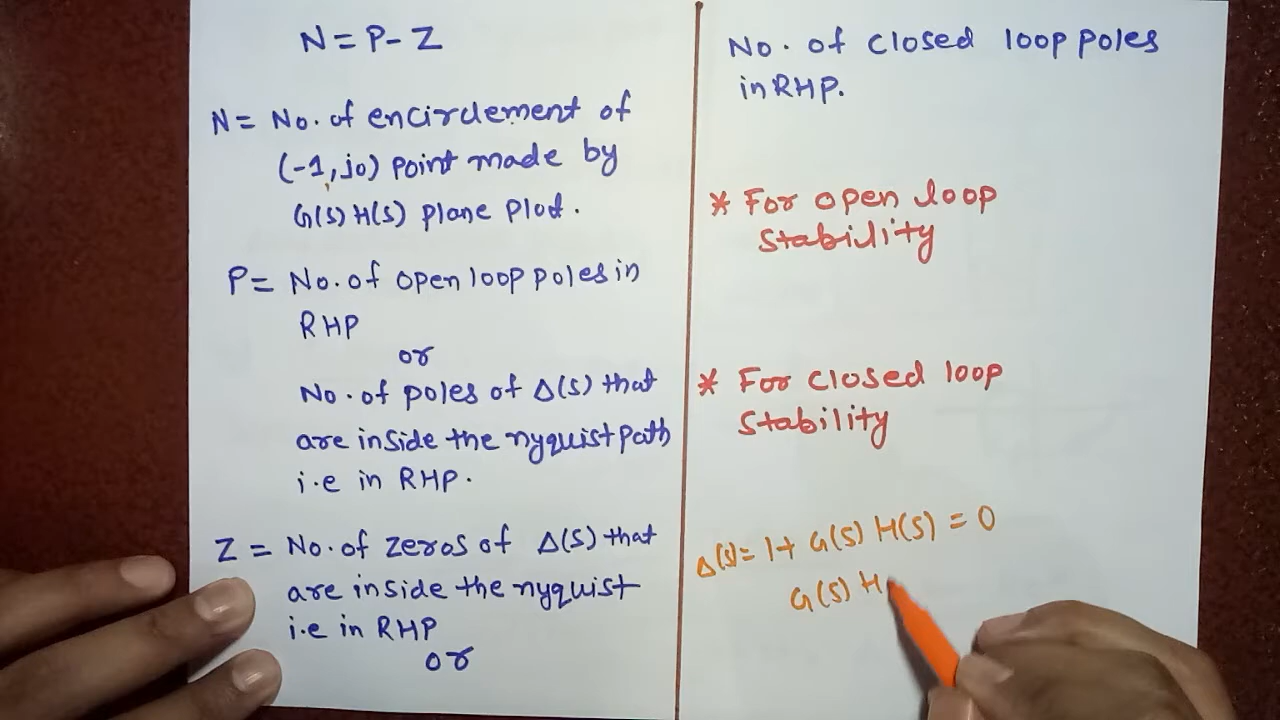 N = P - Z
N = No. of encirclement of
(-1, j0) point made by
G(s) H(s) plane plot.
P = No. of open loop poles in
RHP
or
No. of poles of Δ(s) that
are inside the nyquist path
i.e in RHP.
Z = No. of zeros of Δ(s) that
are inside the nyquist
i.e in RHP
or
No. of closed loop poles
in RHP.
* For open loop
stability
* For closed loop
stability
Δ(s) = 1 + G(s) H(s) = 0
G(s) H